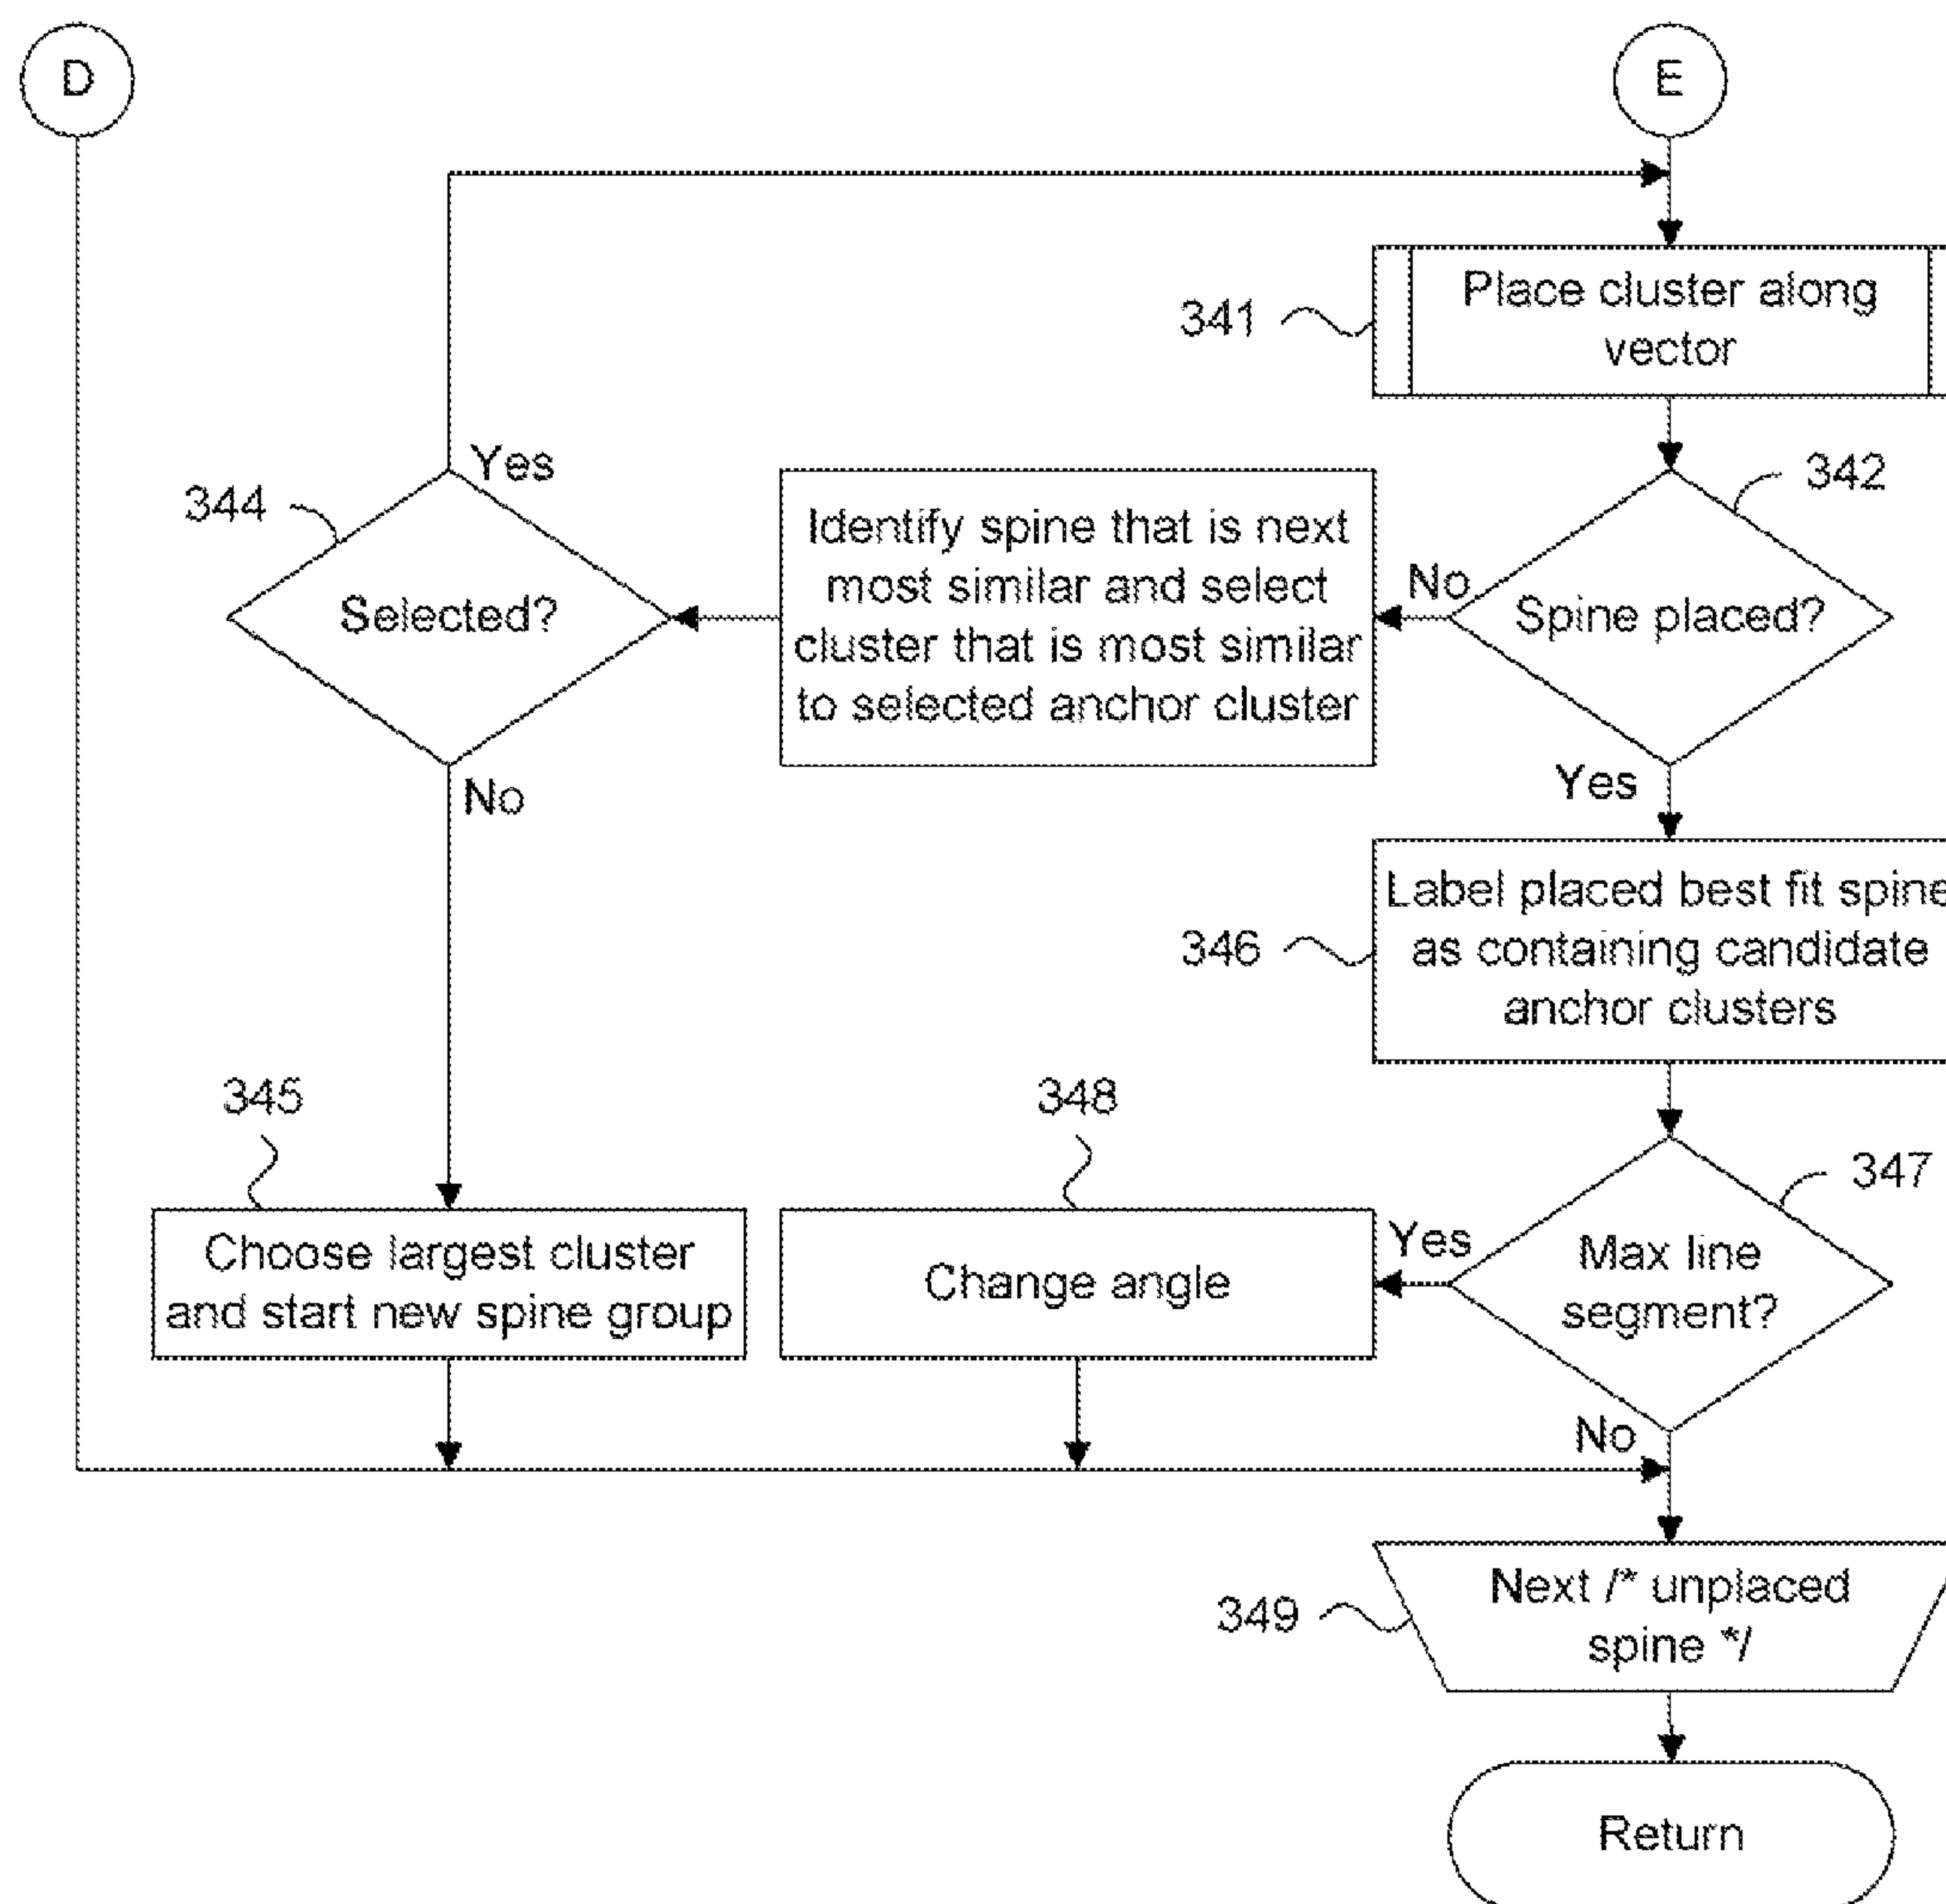 D
E
Place cluster along
vector
341
342
Spine placed?
No
Yes
Identify spine that is next
most similar and select
cluster that is most similar
to selected anchor cluster
344
Selected?
Yes
No
Label placed best fit spine
as containing candidate
anchor clusters
346
345
Choose largest cluster
and start new spine group
348
Change angle
347
Max line
segment?
Yes
No
Next /* unplaced
spine */
349
Return